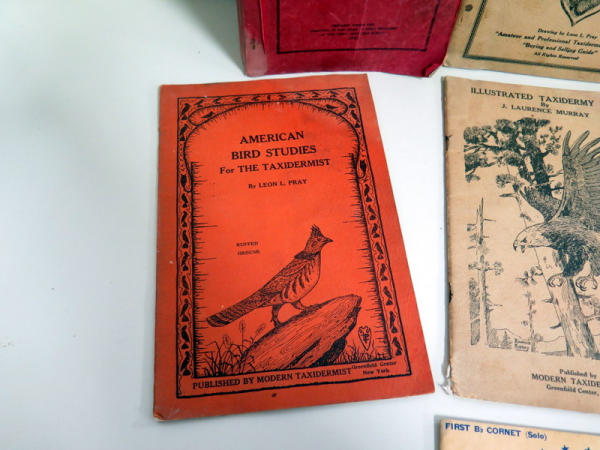 Drawing by Leon L. Pray
"Amateur and Professional Taxidermist
"Buying and Selling Guide"
All Rights Reserved
AMERICAN
BIRD STUDIES
For THE TAXIDERMIST
By LEON L. PRAY
RUFFED
GROUSE
PUBLISHED BY MODERN TAXIDERMIST
Greenfield Center
New York
ILLUSTRATED TAXIDERMY
By
J. LAURENCE MURRAY
Published by
MODERN TAXIDE
Greenfield Center,
FIRST Bb CORNET (Solo)